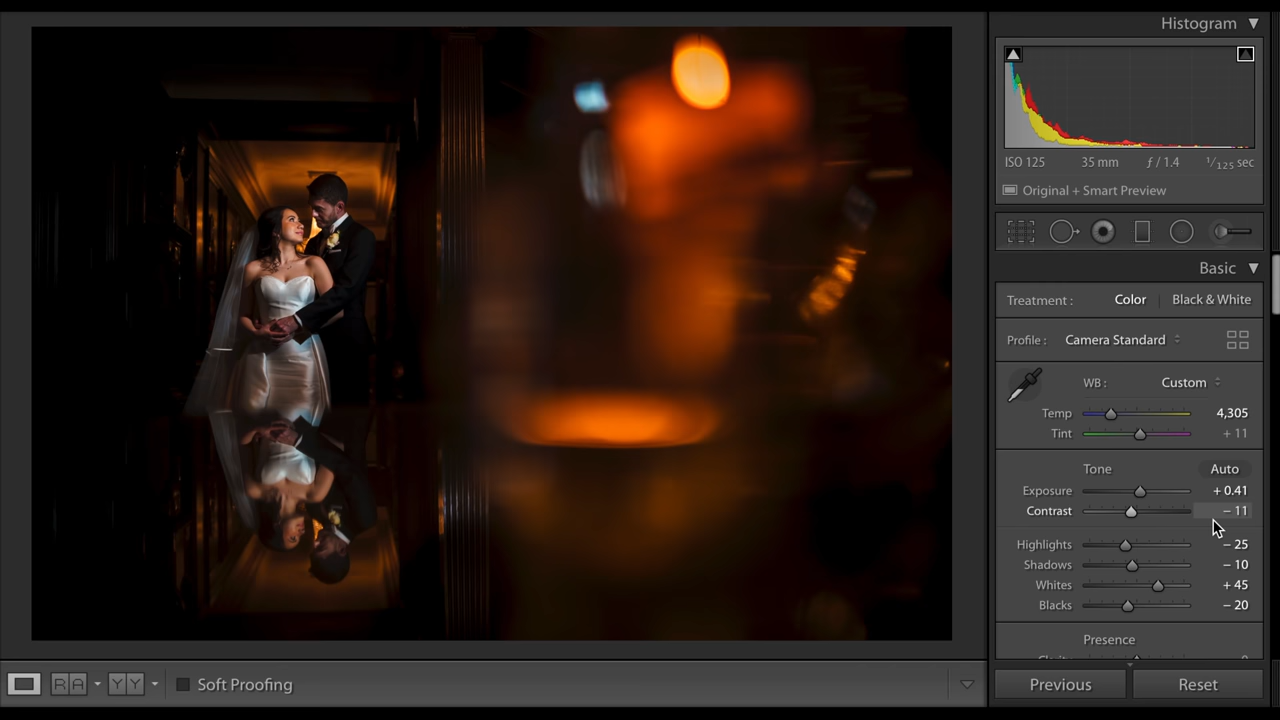 Histogram
ISO 125 35 mm ƒ / 1.4 1/125 sec
Original + Smart Preview
Basic
Treatment : Color Black & White
Profile : Camera Standard
WB : Custom
Temp 4,305
Tint + 11
Tone Auto
Exposure + 0.41
Contrast − 11
Highlights − 25
Shadows − 10
Whites + 45
Blacks − 20
Presence
Clarity 0
R A Y Y Soft Proofing
Previous Reset